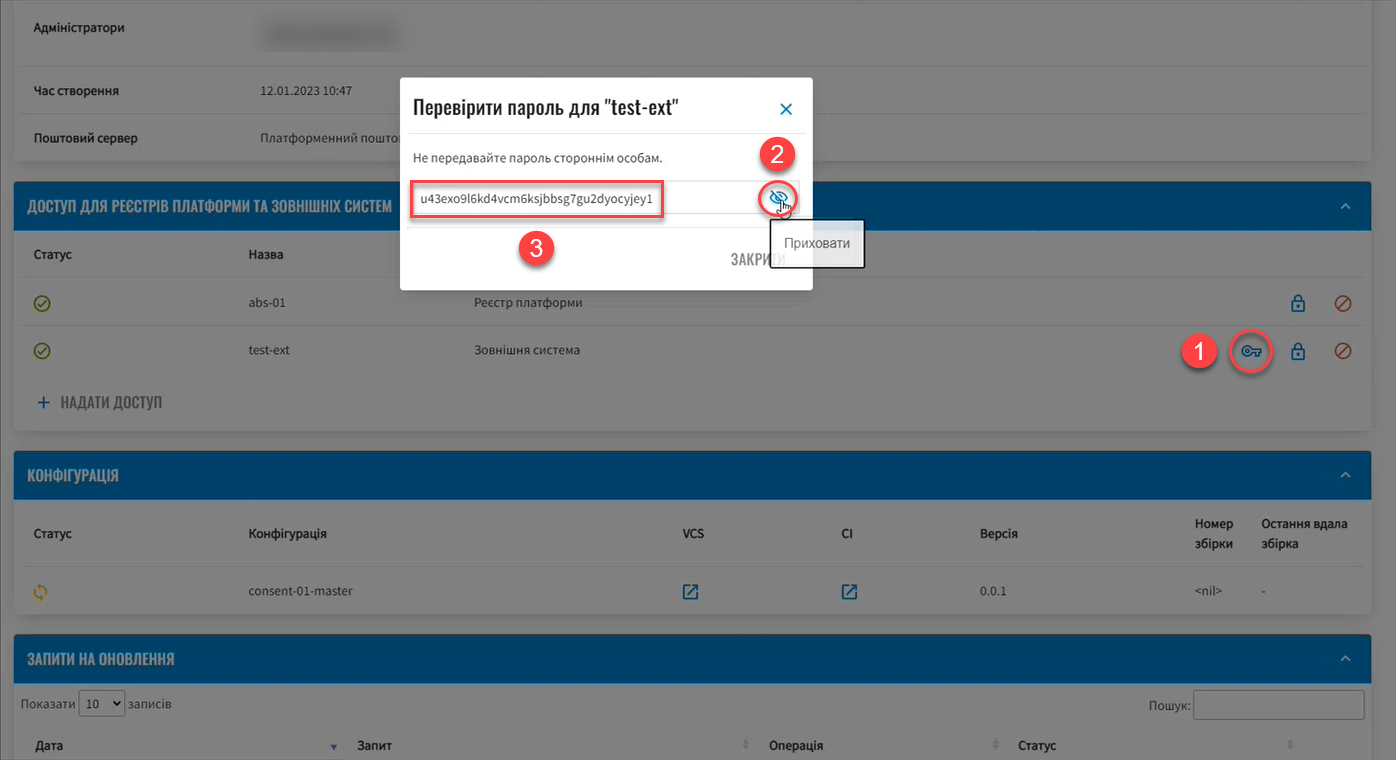 Адміністратори
Час створення 12.01.2023 10:47
Поштовий сервер Платформенний пошто
Перевірити пароль для "test-ext"
Не передавайте пароль стороннім особам.
2
u43exo9l6kd4vcm6ksjbbsg7gu2dyocyjey1
3
Приховати
ЗАКРИТИ
ДОСТУП ДЛЯ РЕЄСТРІВ ПЛАТФОРМИ ТА ЗОВНІШНІХ СИСТЕМ
Статус Назва
abs-01 Реєстр платформи
test-ext Зовнішня система 1
+ НАДАТИ ДОСТУП
КОНФІГУРАЦІЯ
Статус Конфігурація VCS CI Версія Номер збірки Остання вдала збірка
consent-01-master 0.0.1 <nil> -
ЗАПИТИ НА ОНОВЛЕННЯ
Показати 10 записів Пошук:
Дата Запит Операція Статус